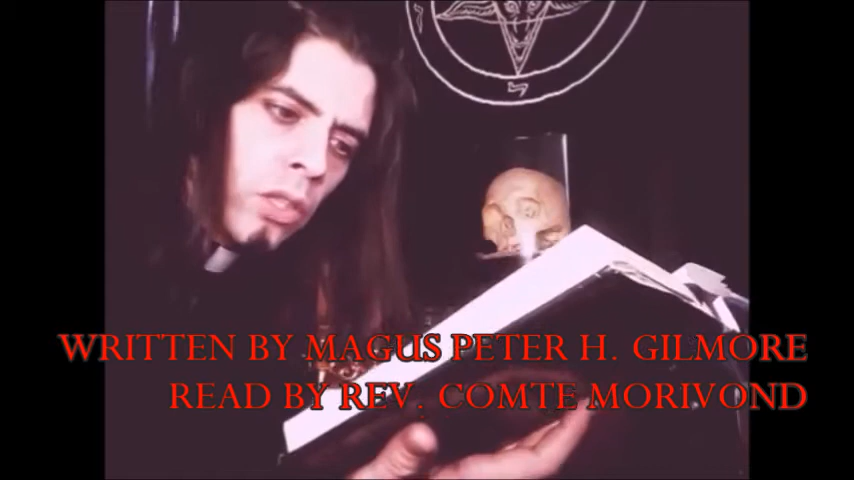 WRITTEN BY MAGUS PETER H. GILMORE
READ BY REV. COMTE MORIVOND